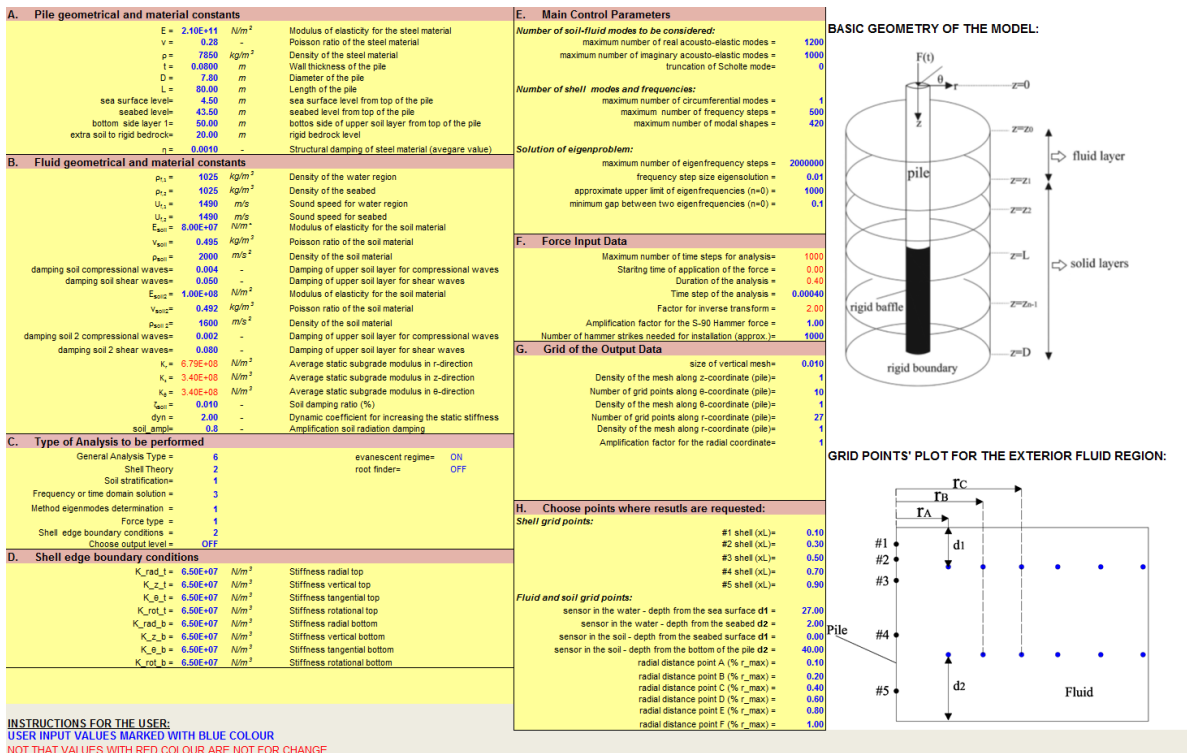 A. Pile geometrical and material constants
E = 2.10E+11 N/m² Modulus of elasticity for the steel material
v = 0.28 - Poisson ratio of the steel material
ρ = 7850 kg/m³ Density of the steel material
t = 0.0800 m Wall thickness of the pile
D = 7.80 m Diameter of the pile
L = 80.00 m Length of the pile
sea surface level= 4.50 m sea surface level from top of the pile
seabed level= 43.50 m seabed level from top of the pile
bottom side layer 1= 50.00 m bottos side of upper soil layer from top of the pile
extra soil to rigid bedrock= 20.00 m rigid bedrock level
η = 0.0010 - Structural damping of steel material (avegare value)
B. Fluid geometrical and material constants
ρf,1 = 1025 kg/m³ Density of the water region
ρf,2 = 1025 kg/m³ Density of the seabed
Uf,1 = 1490 m/s Sound speed for water region
Uf,2 = 1490 m/s Sound speed for seabed
Esoil = 8.00E+07 N/m² Modulus of elasticity for the soil material
vsoil= 0.495 kg/m³ Poisson ratio of the soil material
ρsoil = 2000 m/s² Density of the soil material
damping soil compressional waves= 0.004 - Damping of upper soil layer for compressional waves
damping soil shear waves= 0.050 - Damping of upper soil layer for shear waves
Esoil2 = 1.00E+08 N/m² Modulus of elasticity for the soil material
vsoil2= 0.492 kg/m³ Poisson ratio of the soil material
ρsoil 2= 1600 m/s² Density of the soil material
damping soil 2 compressional waves= 0.002 - Damping of upper soil layer for compressional waves
damping soil 2 shear waves= 0.080 - Damping of upper soil layer for shear waves
Kr = 6.79E+08 N/m³ Average static subgrade modulus in r-direction
Kz = 3.40E+08 N/m³ Average static subgrade modulus in z-direction
Kθ = 3.40E+08 N/m³ Average static subgrade modulus in θ-direction
ζsoil = 0.010 - Soil damping ratio (%)
dyn = 2.00 - Dynamic coefficient for increasing the static stiffness
soil_ampl= 0.8 - Amplification soil radiation damping
C. Type of Analysis to be performed
General Analysis Type = 6 evanescent regime= ON
Shell Theory 2 root finder= OFF
Soil stratification= 1
Frequency or time domain solution = 3
Method eigenmodes determination = 1
Force type = 1
Shell edge boundary conditions = 2
Choose output level = OFF
D. Shell edge boundary conditions
K_rad_t = 6.50E+07 N/m³ Stiffness radial top
K_z_t = 6.50E+07 N/m³ Stiffness vertical top
K_θ_t = 6.50E+07 N/m³ Stiffness tangential top
K_rot_t = 6.50E+07 N/m³ Stiffness rotational top
K_rad_b = 6.50E+07 N/m³ Stiffness radial bottom
K_z_b = 6.50E+07 N/m³ Stiffness vertical bottom
K_θ_b = 6.50E+07 N/m³ Stiffness tangential bottom
K_rot_b = 6.50E+07 N/m³ Stiffness rotational bottom
INSTRUCTIONS FOR THE USER:
USER INPUT VALUES MARKED WITH BLUE COLOUR
NOT THAT VALUES WITH RED COLOUR ARE NOT FOR CHANGE
E. Main Control Parameters
Number of soil-fluid modes to be considered:
maximum number of real acousto-elastic modes = 1200
maximum number of imaginary acousto-elastic modes = 1000
truncation of Scholte mode= 0
Number of shell modes and frequencies:
maximum number of circumferential modes = 1
maximum number of frequency steps = 500
maximum number of modal shapes = 420
Solution of eigenproblem:
maximum number of eigenfrequency steps = 2000000
frequency step size eigensolution = 0.01
approximate upper limit of eigenfrequencies (n=0) = 1000
minimum gap between two eigenfrequencies (n=0) = 0.1
F. Force Input Data
Maximum number of time steps for analysis= 1000
Staritng time of application of the force = 0.00
Duration of the analysis = 0.40
Time step of the analysis = 0.00040
Factor for inverse transform = 2.00
Amplification factor for the S-90 Hammer force = 1.00
Number of hammer strikes needed for installation (approx.)= 1000
G. Grid of the Output Data
size of vertical mesh= 0.010
Density of the mesh along z-coordinate (pile)= 1
Number of grid points along θ-coordinate (pile)= 10
Density of the mesh along θ-coordinate (pile)= 1
Number of grid points along r-coordinate (pile)= 27
Density of the mesh along r-coordinate (pile)= 1
Amplification factor for the radial coordinate= 1
H. Choose points where resutls are requested:
Shell grid points:
#1 shell (xL)= 0.10
#2 shell (xL)= 0.30
#3 shell (xL)= 0.50
#4 shell (xL)= 0.70
#5 shell (xL)= 0.90
Fluid and soil grid points:
sensor in the water - depth from the sea surface d1 = 27.00
sensor in the water - depth from the seabed d2 = 2.00
sensor in the soil - depth from the seabed surface d1 = 0.00
sensor in the soil - depth from the bottom of the pile d2 = 40.00
radial distance point A (% r_max) = 0.10
radial distance point B (% r_max) = 0.20
radial distance point C (% r_max) = 0.40
radial distance point D (% r_max) = 0.60
radial distance point E (% r_max) = 0.80
radial distance point F (% r_max) = 1.00
BASIC GEOMETRY OF THE MODEL:
F(t)
θ
r
z=0
z
z=z0
fluid layer
pile
z=z1
z=z2
z=L
solid layers
rigid baffle
z=zn-1
z=D
rigid boundary
GRID POINTS' PLOT FOR THE EXTERIOR FLUID REGION:
rC
rB
rA
#1
d1
#2
#3
Pile
#4
#5
d2
Fluid